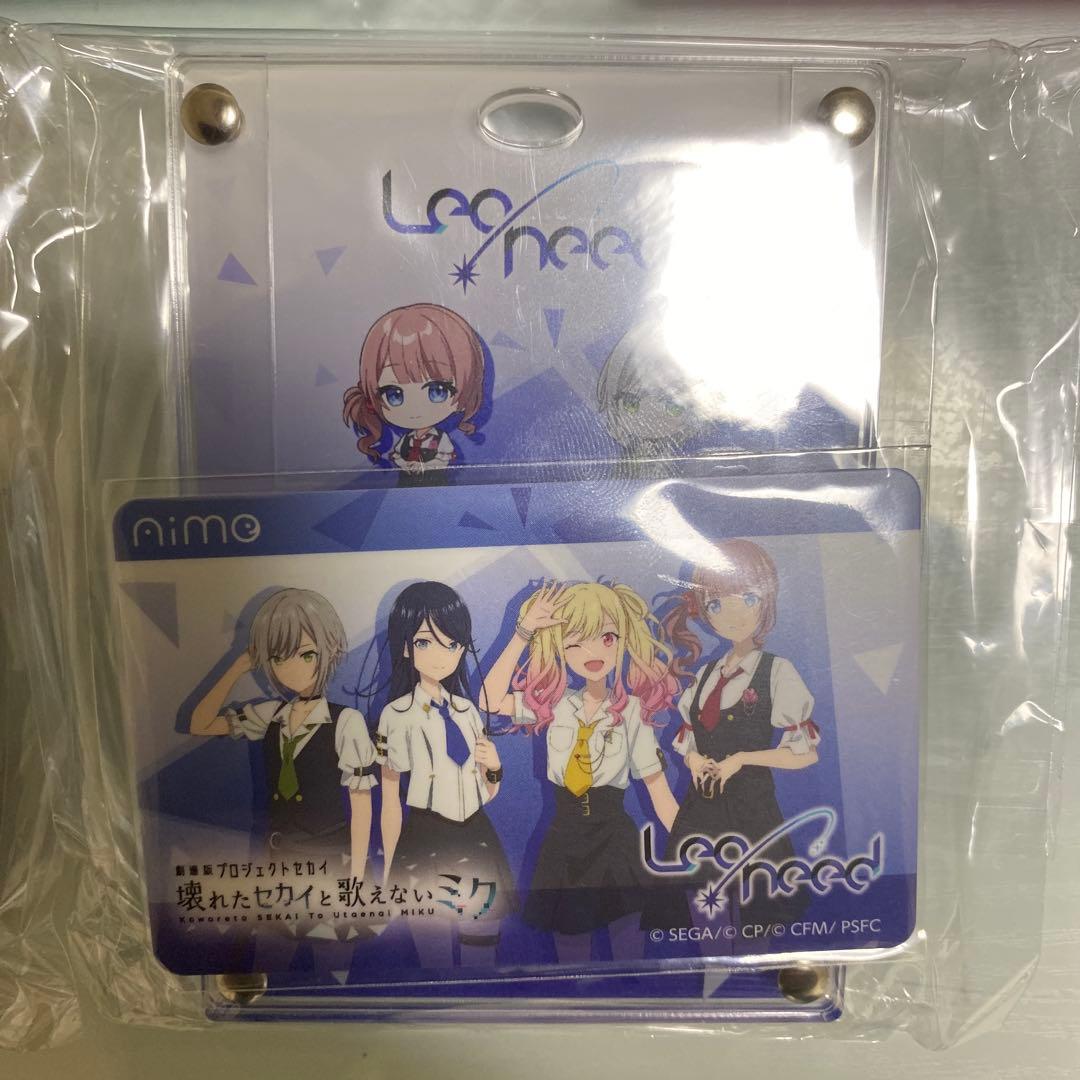 Leo/need
Aime
劇場版プロジェクトセカイ
壊れたセカイと歌えないミク
Kowareta SEKAI To Utaenai MIKU
Leo/need
© SEGA/© CP/© CFM/ PSFC